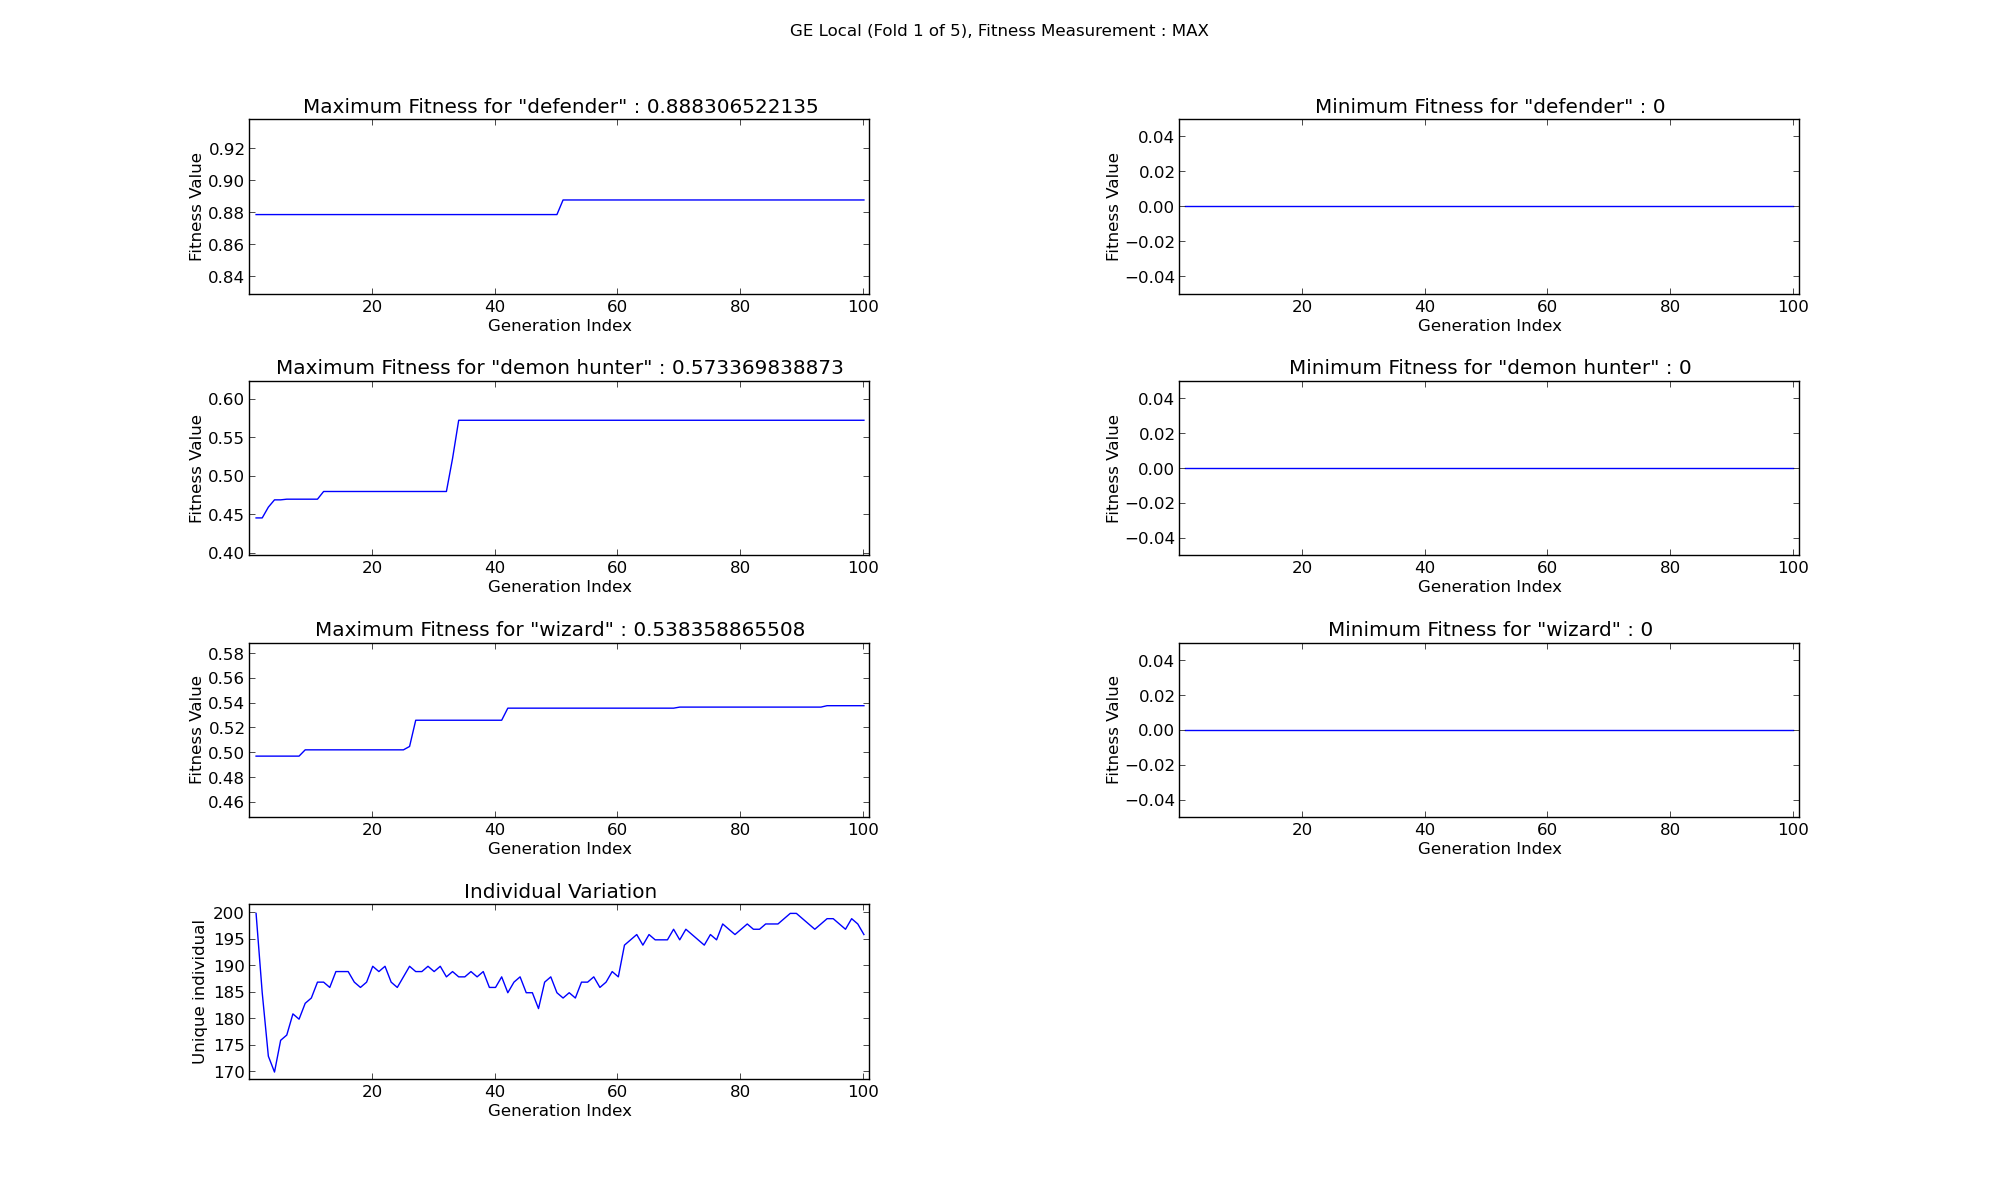 GE Local (Fold 1 of 5), Fitness Measurement : MAX
Maximum Fitness for "defender" : 0.888306522135
Fitness Value
0.92
0.90
0.88
0.86
0.84
20 40 60 80 100
Generation Index
Minimum Fitness for "defender" : 0
Fitness Value
0.04
0.02
0.00
−0.02
−0.04
20 40 60 80 100
Generation Index
Maximum Fitness for "demon hunter" : 0.573369838873
Fitness Value
0.60
0.55
0.50
0.45
0.40
20 40 60 80 100
Generation Index
Minimum Fitness for "demon hunter" : 0
Fitness Value
0.04
0.02
0.00
−0.02
−0.04
20 40 60 80 100
Generation Index
Maximum Fitness for "wizard" : 0.538358865508
Fitness Value
0.58
0.56
0.54
0.52
0.50
0.48
0.46
20 40 60 80 100
Generation Index
Minimum Fitness for "wizard" : 0
Fitness Value
0.04
0.02
0.00
−0.02
−0.04
20 40 60 80 100
Generation Index
Individual Variation
Unique individual
200
195
190
185
180
175
170
20 40 60 80 100
Generation Index